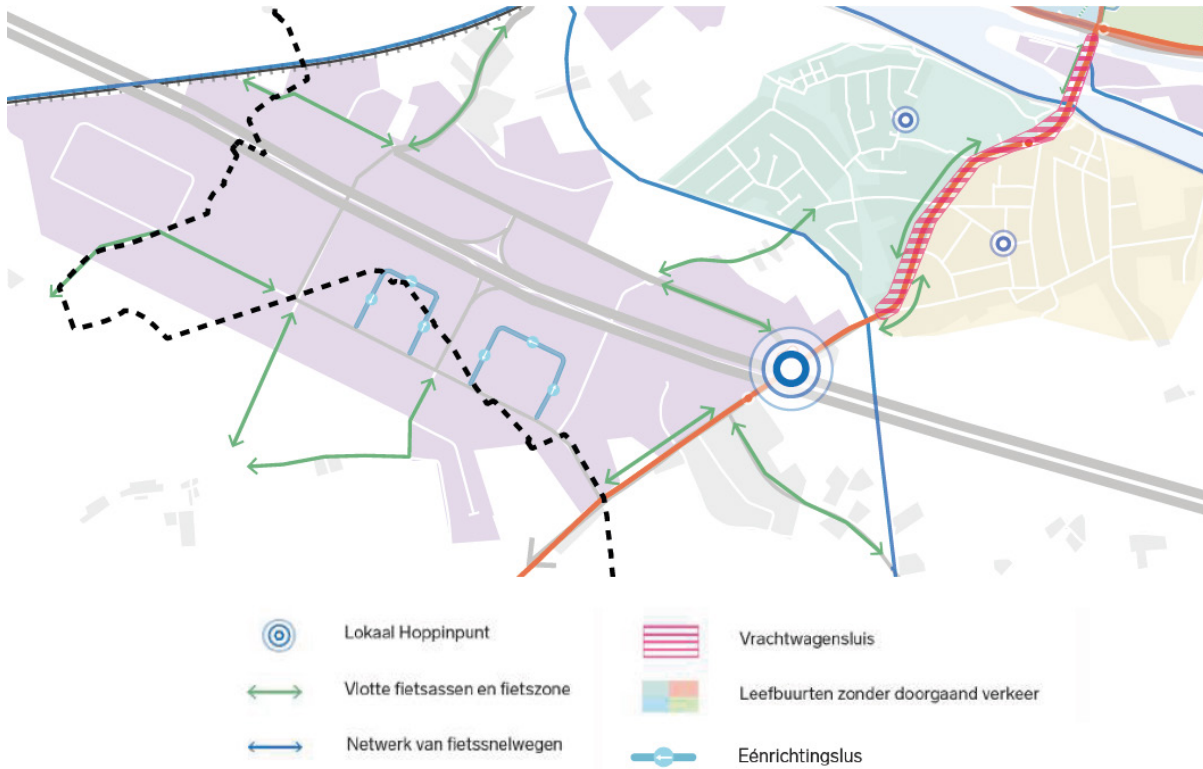 Lokaal Hoppinpunt
Vlotte fietsassen en fietszone
Netwerk van fietssnelwegen
Vrachtwagensluis
Leefbuurten zonder doorgaand verkeer
Eénrichtingslus